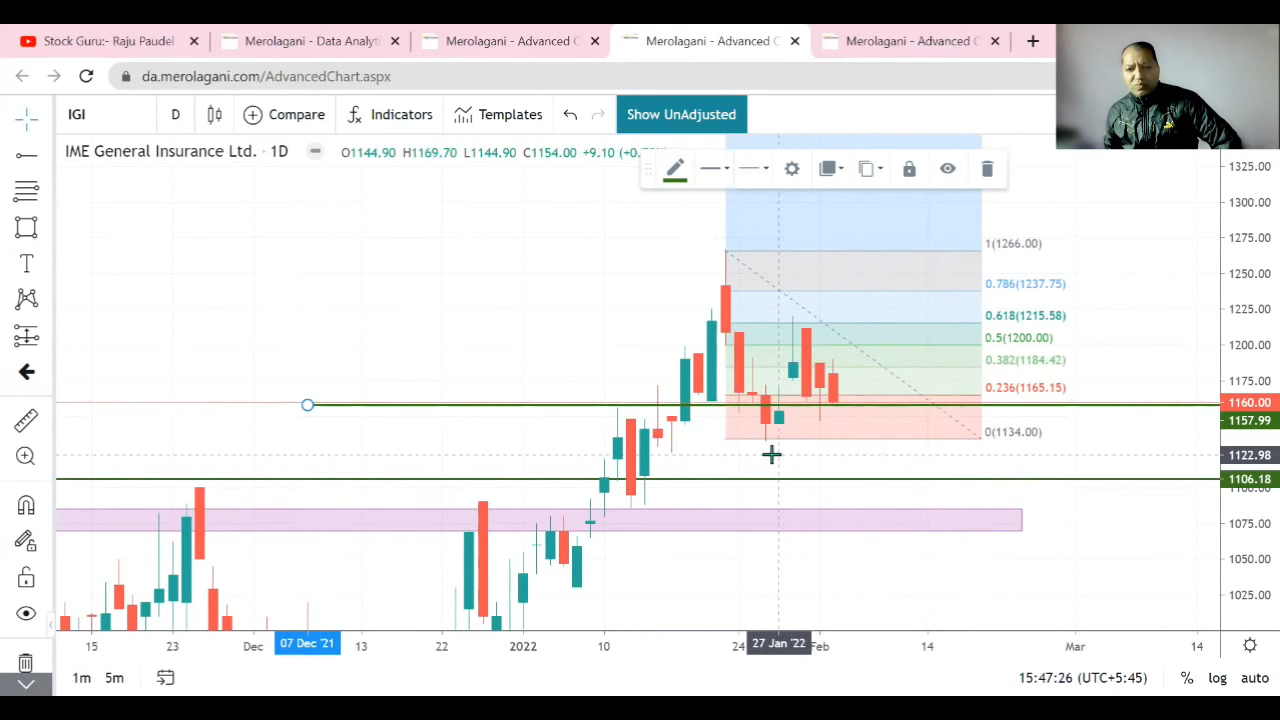 Stock Guru:- Raju Paudel
Merolagani - Data Analyti
Merolagani - Advanced C
Merolagani - Advanced C
Merolagani - Advanced C
da.merolagani.com/AdvancedChart.aspx
IGI
D
Compare
Indicators
Templates
Show UnAdjusted
IME General Insurance Ltd. · 1D
O1144.90 H1169.70 L1144.90 C1154.00 +9.10
1325.00
1300.00
1275.00
1250.00
1225.00
1200.00
1175.00
1160.00
1157.99
1122.98
1106.18
1075.00
1050.00
1025.00
1(1266.00)
0.786(1237.75)
0.618(1215.58)
0.5(1200.00)
0.382(1184.42)
0.236(1165.15)
0(1134.00)
15
23
Dec
07 Dec '21
13
22
2022
10
24
27 Jan '22
Feb
14
Mar
14
1m
5m
15:47:26 (UTC+5:45)
%
log
auto